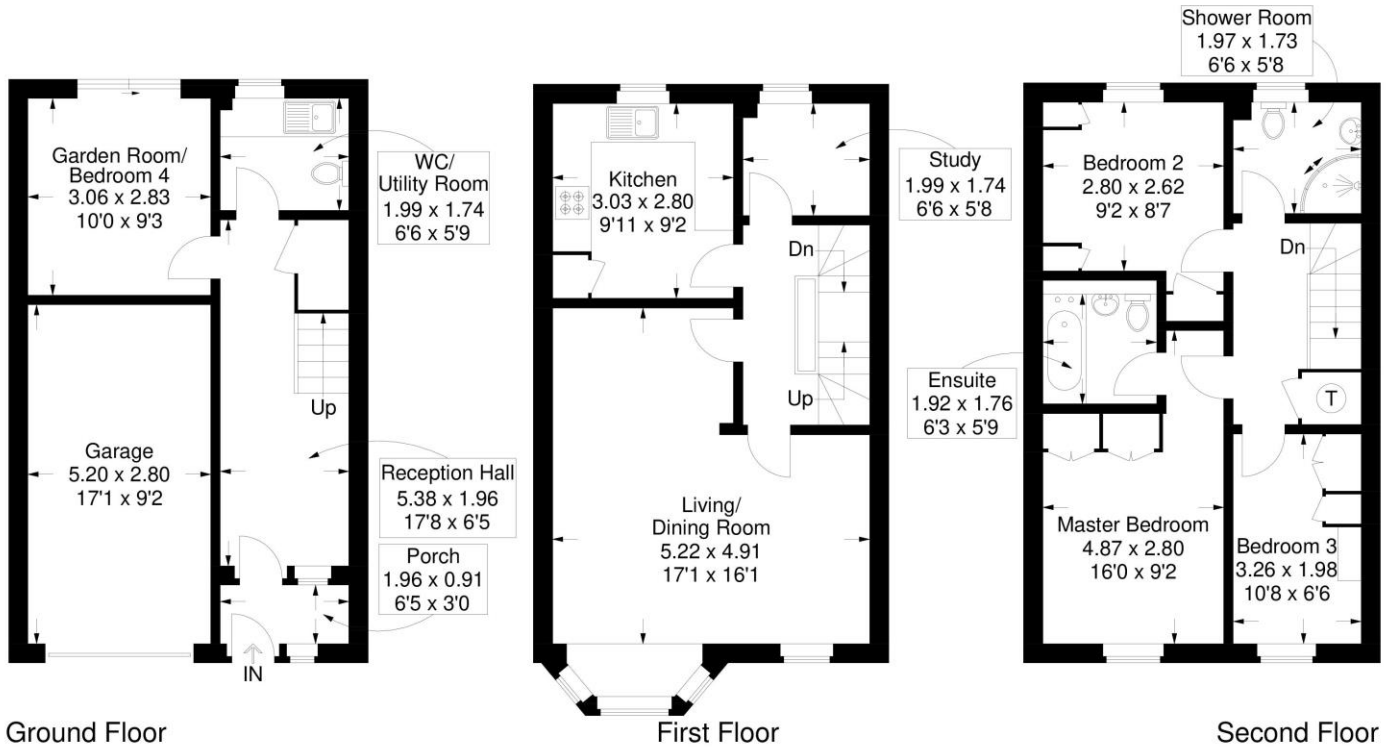 Garden Room/
Bedroom 4
3.06 x 2.83
10'0 x 9'3
WC/
Utility Room
1.99 x 1.74
6'6 x 5'9
Up
Garage
5.20 x 2.80
17'1 x 9'2
Reception Hall
5.38 x 1.96
17'8 x 6'5
Porch
1.96 x 0.91
6'5 x 3'0
IN
Ground Floor
Kitchen
3.03 x 2.80
9'11 x 9'2
Study
1.99 x 1.74
6'6 x 5'8
Dn
Up
Living/
Dining Room
5.22 x 4.91
17'1 x 16'1
First Floor
Shower Room
1.97 x 1.73
6'6 x 5'8
Bedroom 2
2.80 x 2.62
9'2 x 8'7
Dn
Ensuite
1.92 x 1.76
6'3 x 5'9
T
Master Bedroom
4.87 x 2.80
16'0 x 9'2
Bedroom 3
3.26 x 1.98
10'8 x 6'6
Second Floor